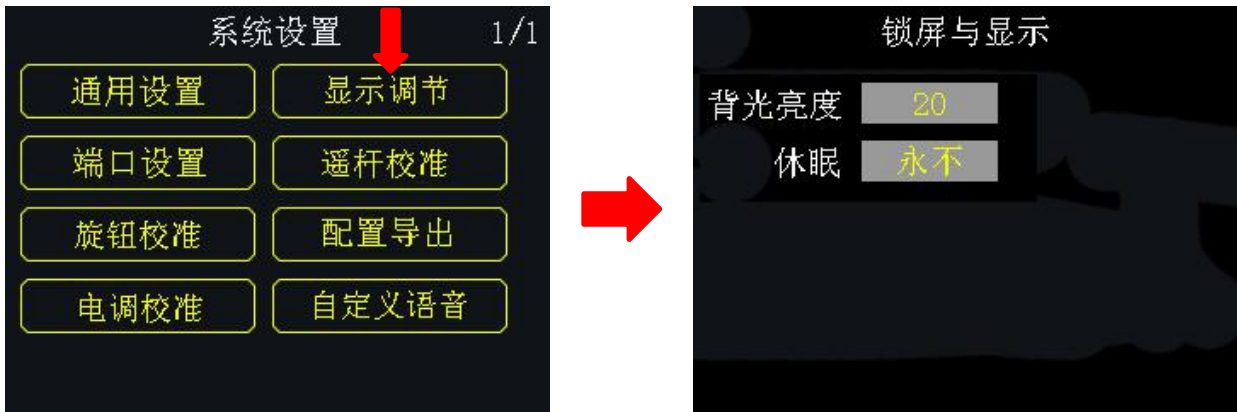 系统设置 1/1
通用设置 显示调节
端口设置 遥杆校准
旋钮校准 配置导出
电调校准 自定义语音
锁屏与显示
背光亮度 20
休眠 永不